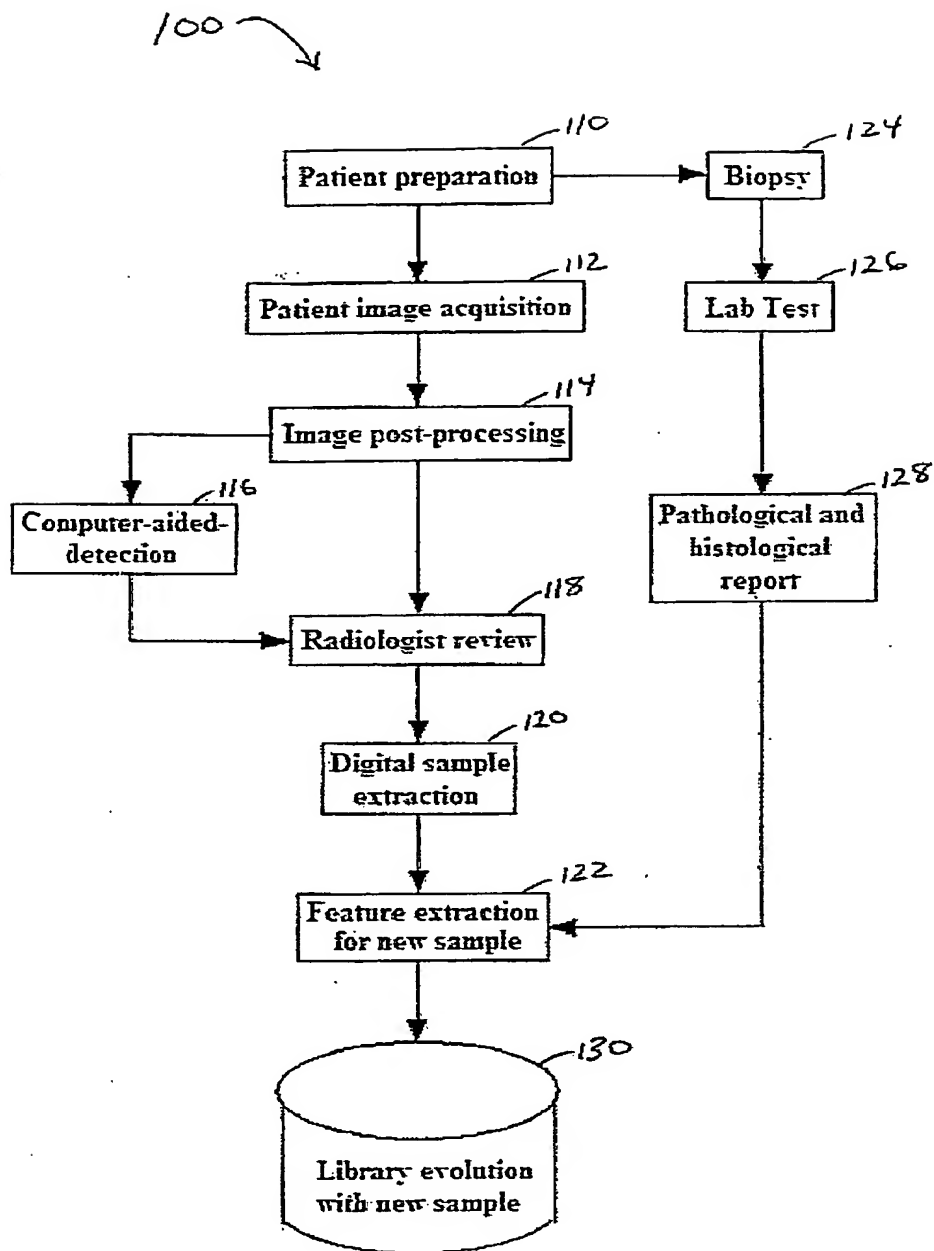 100
110
Patient preparation
124
Biopsy
112
Patient image acquisition
126
Lab Test
114
Image post-processing
116
Computer-aided-
detection
128
Pathological and
histological
report
118
Radiologist review
120
Digital sample
extraction
122
Feature extraction
for new sample
130
Library evolution
with new sample